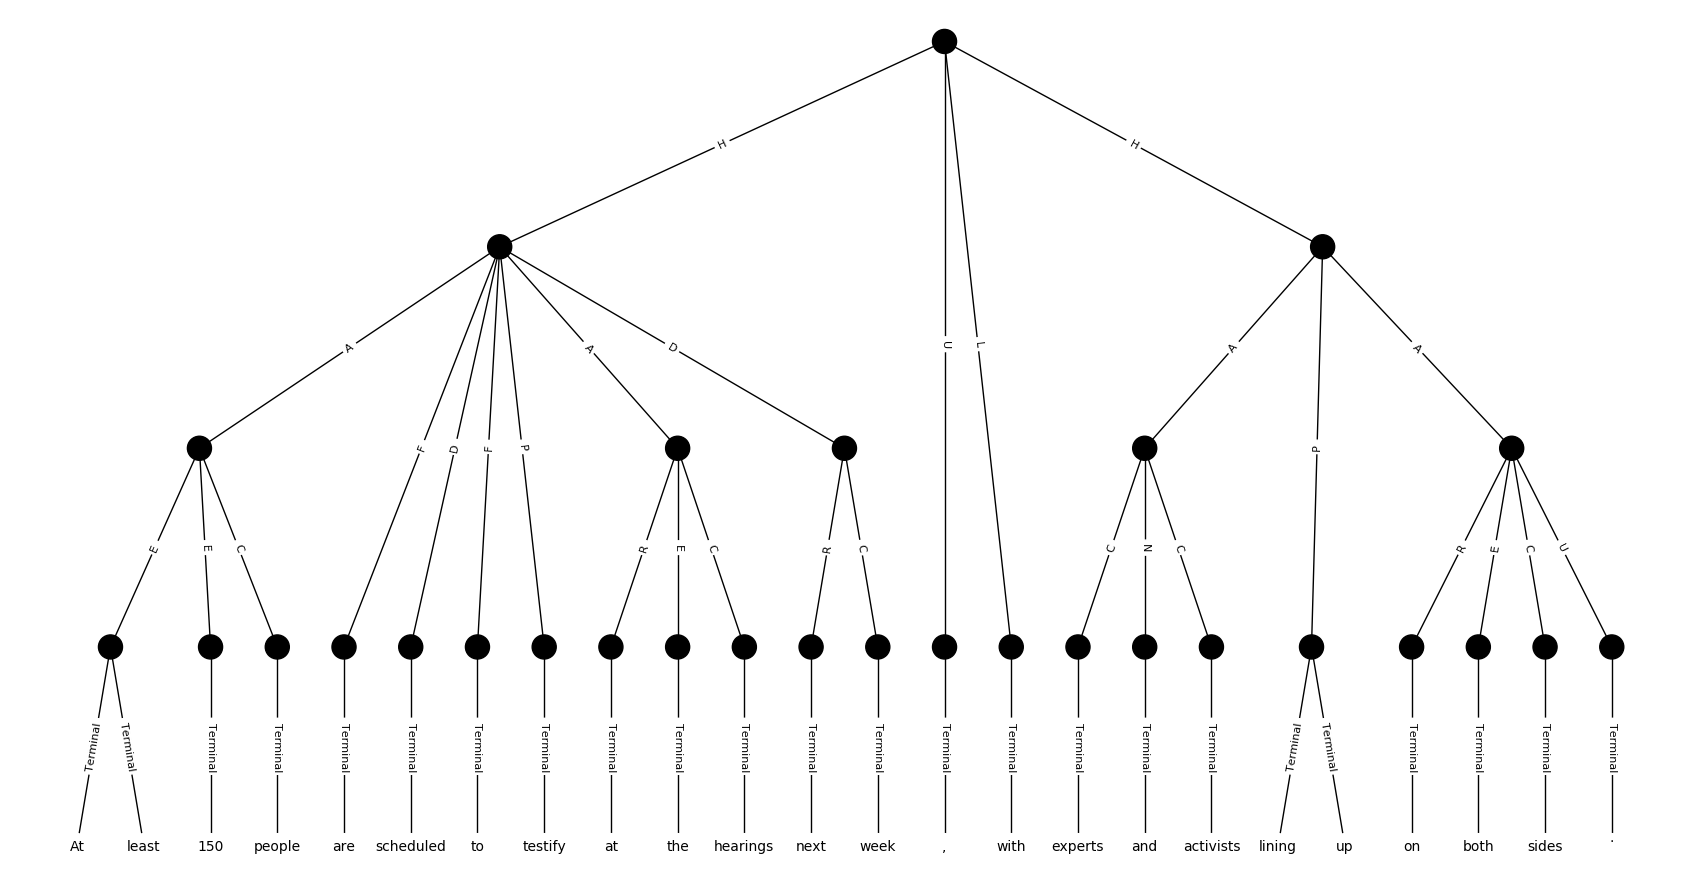 H H
A F D F P A D U L A P A
E E C R E C R C C N C R E C U
Terminal Terminal Terminal Terminal Terminal Terminal Terminal Terminal Terminal Terminal Terminal Terminal Terminal Terminal Terminal Terminal Terminal Terminal Terminal Terminal Terminal Terminal Terminal Terminal
At least 150 people are scheduled to testify at the hearings next week , with experts and activists lining up on both sides .